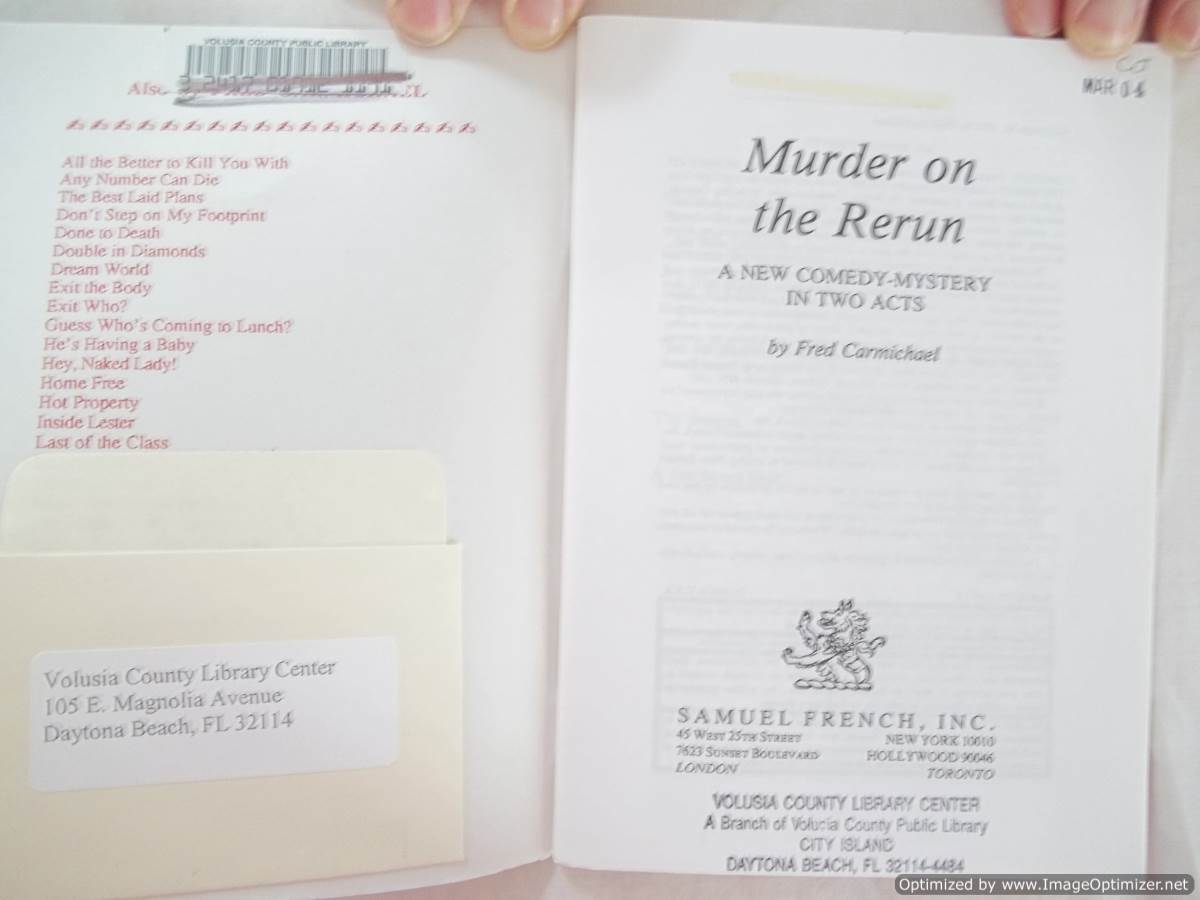 VOLUSIA COUNTY PUBLIC LIBRARY
Also
All the Better to Kill You With
Any Number Can Die
The Best Laid Plans
Don't Step on My Footprint
Done to Death
Double in Diamonds
Dream World
Exit the Body
Exit Who?
Guess Who's Coming to Lunch?
He's Having a Baby
Hey, Naked Lady!
Home Free
Hot Property
Inside Lester
Last of the Class
Volusia County Library Center
105 E. Magnolia Avenue
Daytona Beach, FL 32114
MAR 04
Murder on
the Rerun
A NEW COMEDY-MYSTERY
IN TWO ACTS
by Fred Carmichael
SAMUEL FRENCH, INC.
45 WEST 25TH STREET NEW YORK 10010
7623 SUNSET BOULEVARD HOLLYWOOD 90046
LONDON TORONTO
VOLUSIA COUNTY LIBRARY CENTER
A Branch of Volusia County Public Library
CITY ISLAND
DAYTONA BEACH, FL 32114-4484
Optimized by www.ImageOptimizer.net